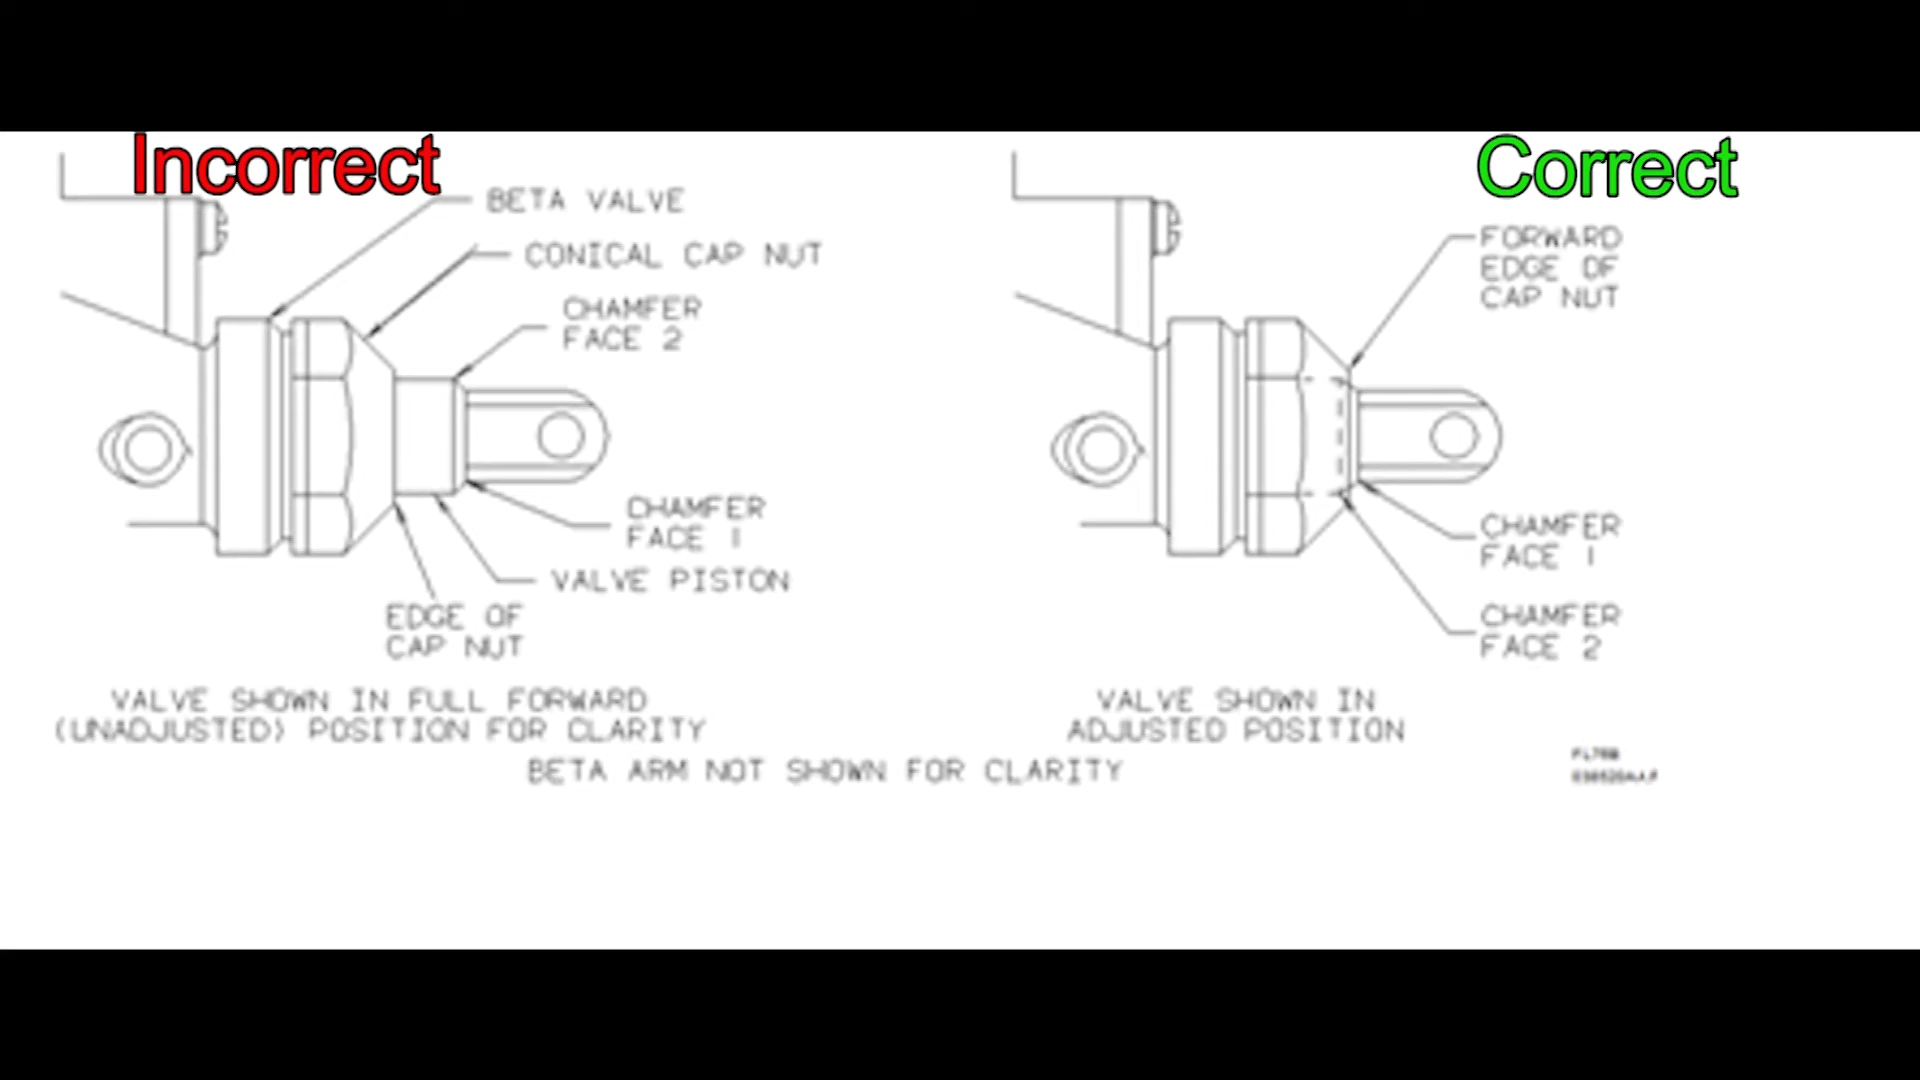 Incorrect
BETA VALVE
CONICAL CAP NUT
CHAMFER
FACE 2
CHAMFER
FACE 1
VALVE PISTON
EDGE OF
CAP NUT
VALVE SHOWN IN FULL FORWARD
(UNADJUSTED) POSITION FOR CLARITY
Correct
FORWARD
EDGE OF
CAP NUT
CHAMFER
FACE 1
CHAMFER
FACE 2
VALVE SHOWN IN
ADJUSTED POSITION
BETA ARM NOT SHOWN FOR CLARITY